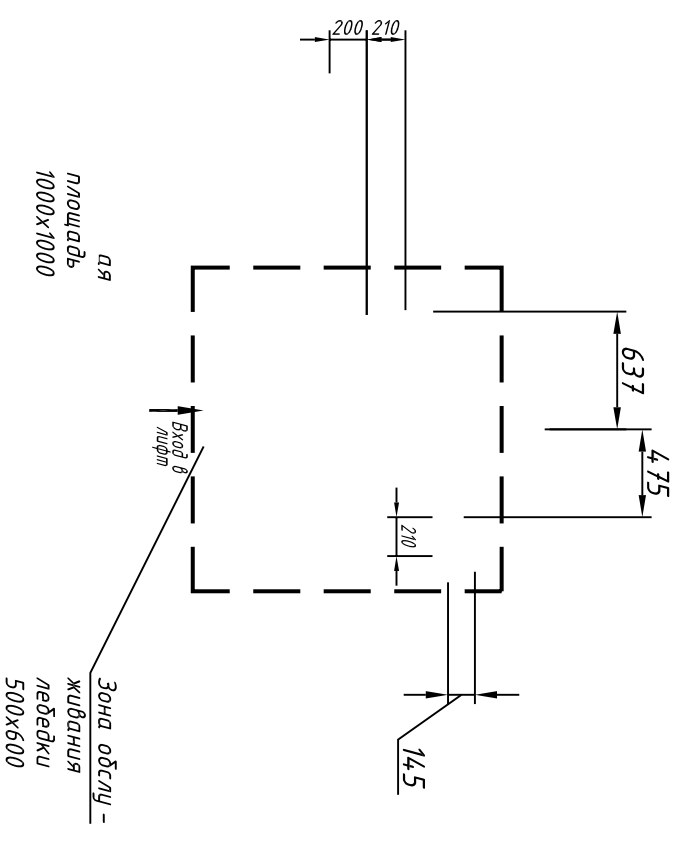 200
210
637
475
210
145
ая
площадь
1000x1000
Вход в
лифт
Зона обслу-
живания
лебедки
500x600